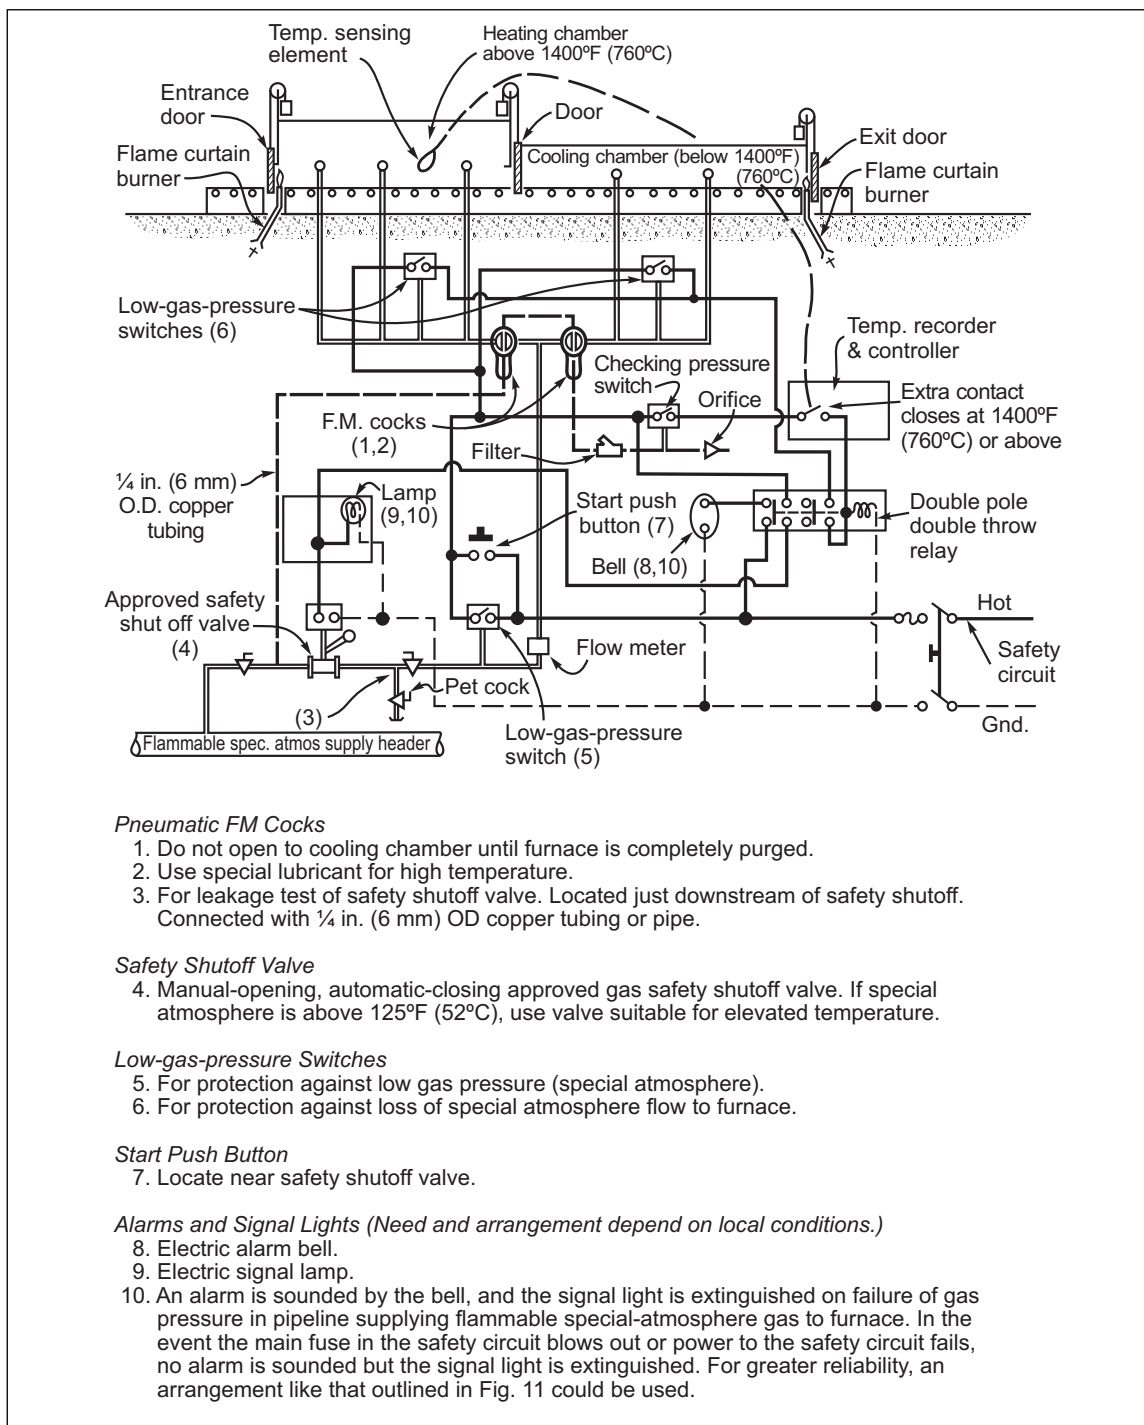 Temp. sensing
element
Heating chamber
above 1400ºF (760ºC)
Entrance
door
Door
Exit door
Flame curtain
burner
Cooling chamber (below 1400ºF)
(760ºC)
Flame curtain
burner
Low-gas-pressure
switches (6)
Temp. recorder
& controller
Checking pressure
switch
Orifice
Extra contact
closes at 1400ºF
(760ºC) or above
F.M. cocks
(1,2)
Filter
¼ in. (6 mm)
O.D. copper
tubing
Lamp
(9,10)
Start push
button (7)
Double pole
double throw
relay
Bell (8,10)
Approved safety
shut off valve
(4)
Hot
Flow meter
Safety
circuit
Pet cock
(3)
Gnd.
Low-gas-pressure
switch (5)
Flammable spec. atmos supply header
Pneumatic FM Cocks
1. Do not open to cooling chamber until furnace is completely purged.
2. Use special lubricant for high temperature.
3. For leakage test of safety shutoff valve. Located just downstream of safety shutoff.
Connected with ¼ in. (6 mm) OD copper tubing or pipe.
Safety Shutoff Valve
4. Manual-opening, automatic-closing approved gas safety shutoff valve. If special
atmosphere is above 125ºF (52ºC), use valve suitable for elevated temperature.
Low-gas-pressure Switches
5. For protection against low gas pressure (special atmosphere).
6. For protection against loss of special atmosphere flow to furnace.
Start Push Button
7. Locate near safety shutoff valve.
Alarms and Signal Lights (Need and arrangement depend on local conditions.)
8. Electric alarm bell.
9. Electric signal lamp.
10. An alarm is sounded by the bell, and the signal light is extinguished on failure of gas
pressure in pipeline supplying flammable special-atmosphere gas to furnace. In the
event the main fuse in the safety circuit blows out or power to the safety circuit fails,
no alarm is sounded but the signal light is extinguished. For greater reliability, an
arrangement like that outlined in Fig. 11 could be used.